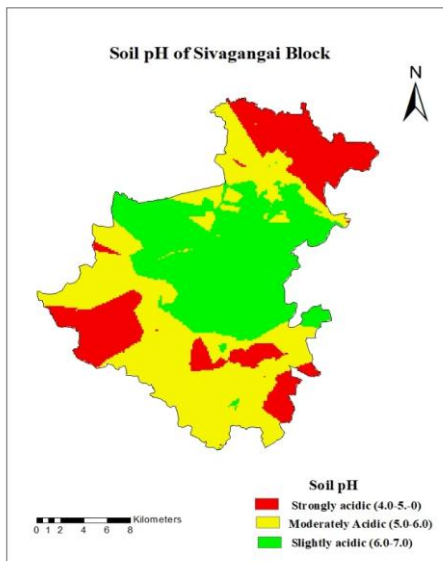 Soil pH of Sivagangai Block
N
Soil pH
Strongly acidic (4.0-5.-0)
Moderately Acidic (5.0-6.0)
Slightly acidic (6.0-7.0)
Kilometers
0 1 2 4 6 8